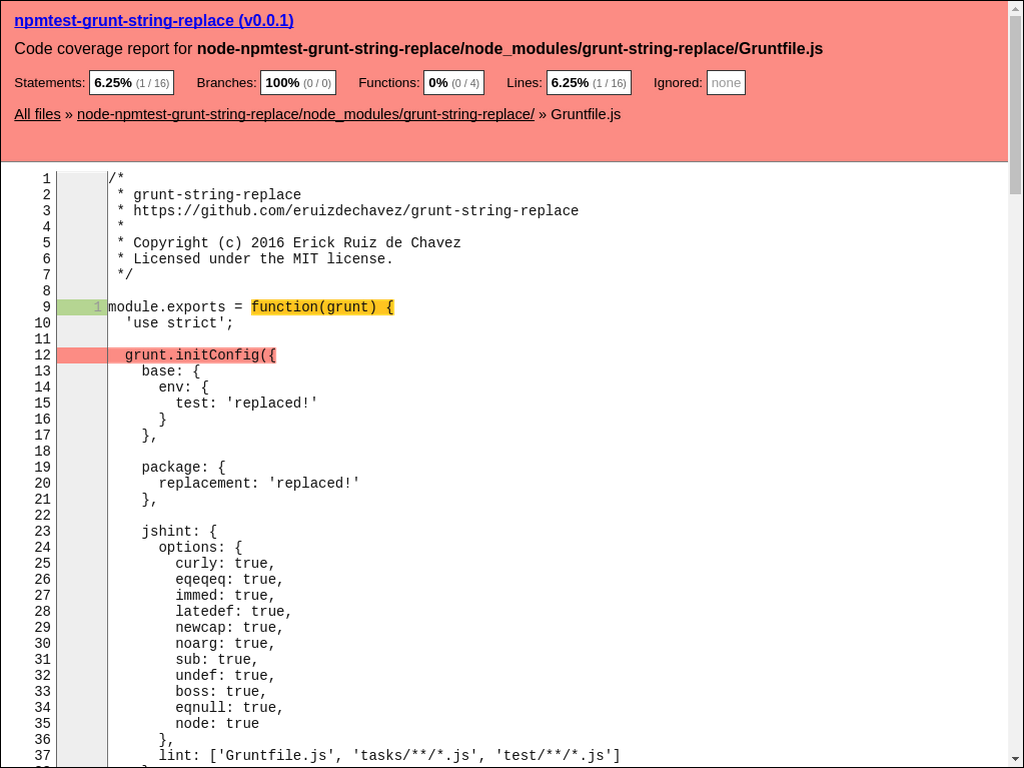 npmtest-grunt-string-replace (v0.0.1)
Code coverage report for node-npmtest-grunt-string-replace/node_modules/grunt-string-replace/Gruntfile.js
Statements: 6.25% (1 / 16) Branches: 100% (0 / 0) Functions: 0% (0 / 4) Lines: 6.25% (1 / 16) Ignored: none
All files » node-npmtest-grunt-string-replace/node_modules/grunt-string-replace/ » Gruntfile.js
1 /*
2 * grunt-string-replace
3 * https://github.com/eruizdechavez/grunt-string-replace
4 *
5 * Copyright (c) 2016 Erick Ruiz de Chavez
6 * Licensed under the MIT license.
7 */
8
9 1 module.exports = function(grunt) {
10 'use strict';
11
12 grunt.initConfig({
13 base: {
14 env: {
15 test: 'replaced!'
16 }
17 },
18
19 package: {
20 replacement: 'replaced!'
21 },
22
23 jshint: {
24 options: {
25 curly: true,
26 eqeqeq: true,
27 immed: true,
28 latedef: true,
29 newcap: true,
30 noarg: true,
31 sub: true,
32 undef: true,
33 boss: true,
34 eqnull: true,
35 node: true
36 },
37 lint: ['Gruntfile.js', 'tasks/**/*.js', 'test/**/*.js']